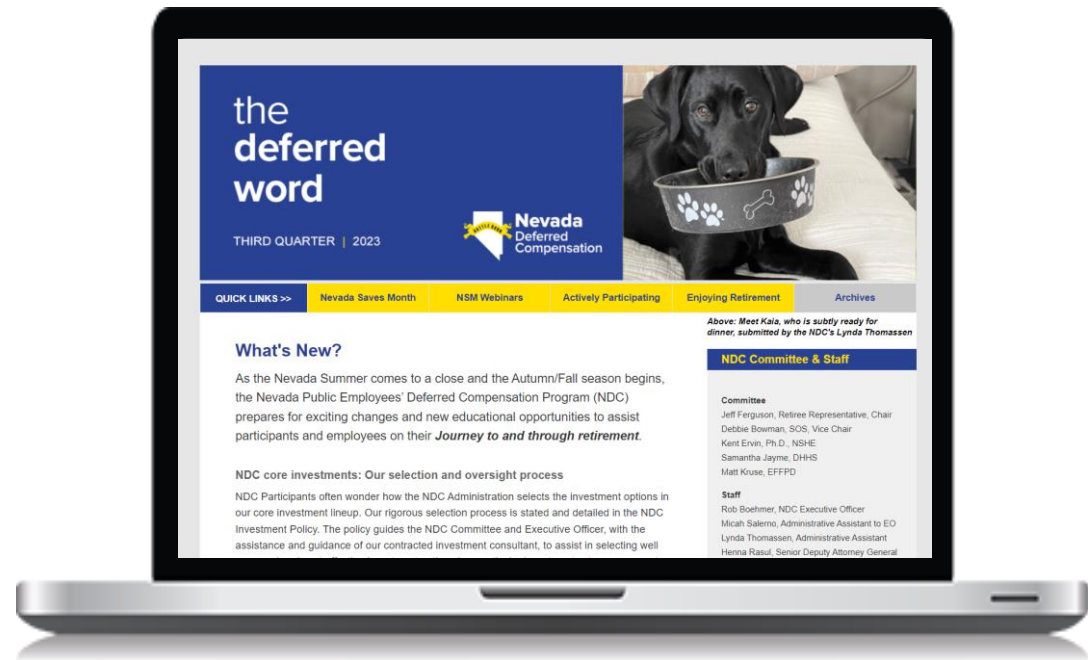 the
deferred
word
THIRD QUARTER | 2023
BATTLE BORN
Nevada
Deferred
Compensation
QUICK LINKS >>
Nevada Saves Month
NSM Webinars
Actively Participating
Enjoying Retirement
Archives
Above: Meet Kaia, who is subtly ready for
dinner, submitted by the NDC's Lynda Thomassen
What's New?
As the Nevada Summer comes to a close and the Autumn/Fall season begins,
the Nevada Public Employees' Deferred Compensation Program (NDC)
prepares for exciting changes and new educational opportunities to assist
participants and employees on their Journey to and through retirement.
NDC core investments: Our selection and oversight process
NDC Participants often wonder how the NDC Administration selects the investment options in
our core investment lineup. Our rigorous selection process is stated and detailed in the NDC
Investment Policy. The policy guides the NDC Committee and Executive Officer, with the
assistance and guidance of our contracted investment consultant, to assist in selecting well
NDC Committee & Staff
Committee
Jeff Ferguson, Retiree Representative, Chair
Debbie Bowman, SOS, Vice Chair
Kent Ervin, Ph.D., NSHE
Samantha Jayme, DHHS
Matt Kruse, EFFPD
Staff
Rob Boehmer, NDC Executive Officer
Micah Salerno, Administrative Assistant to EO
Lynda Thomassen, Administrative Assistant
Henna Rasul, Senior Deputy Attorney General